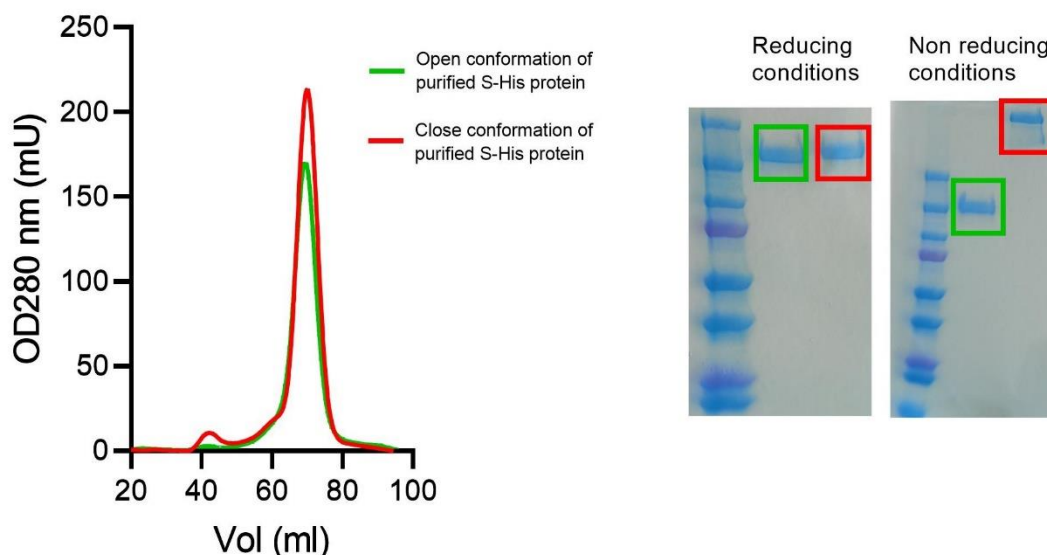 250
200
150
100
50
0
OD280 nm (mU)
20 40 60 80 100
Vol (ml)
Open conformation of
purified S-His protein
Close conformation of
purified S-His protein
Reducing
conditions
Non reducing
conditions